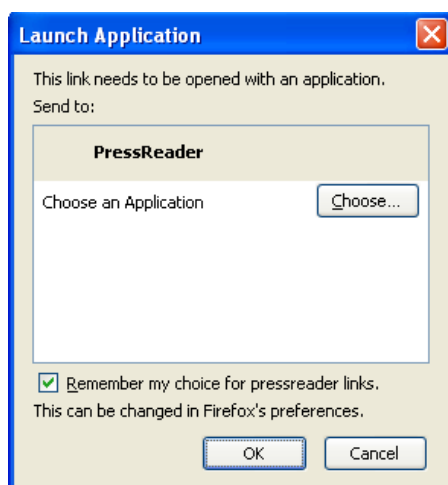 Launch Application
This link needs to be opened with an application.
Send to:
PressReader
Choose an Application
Choose...
Remember my choice for pressreader links.
This can be changed in Firefox's preferences.
OK
Cancel